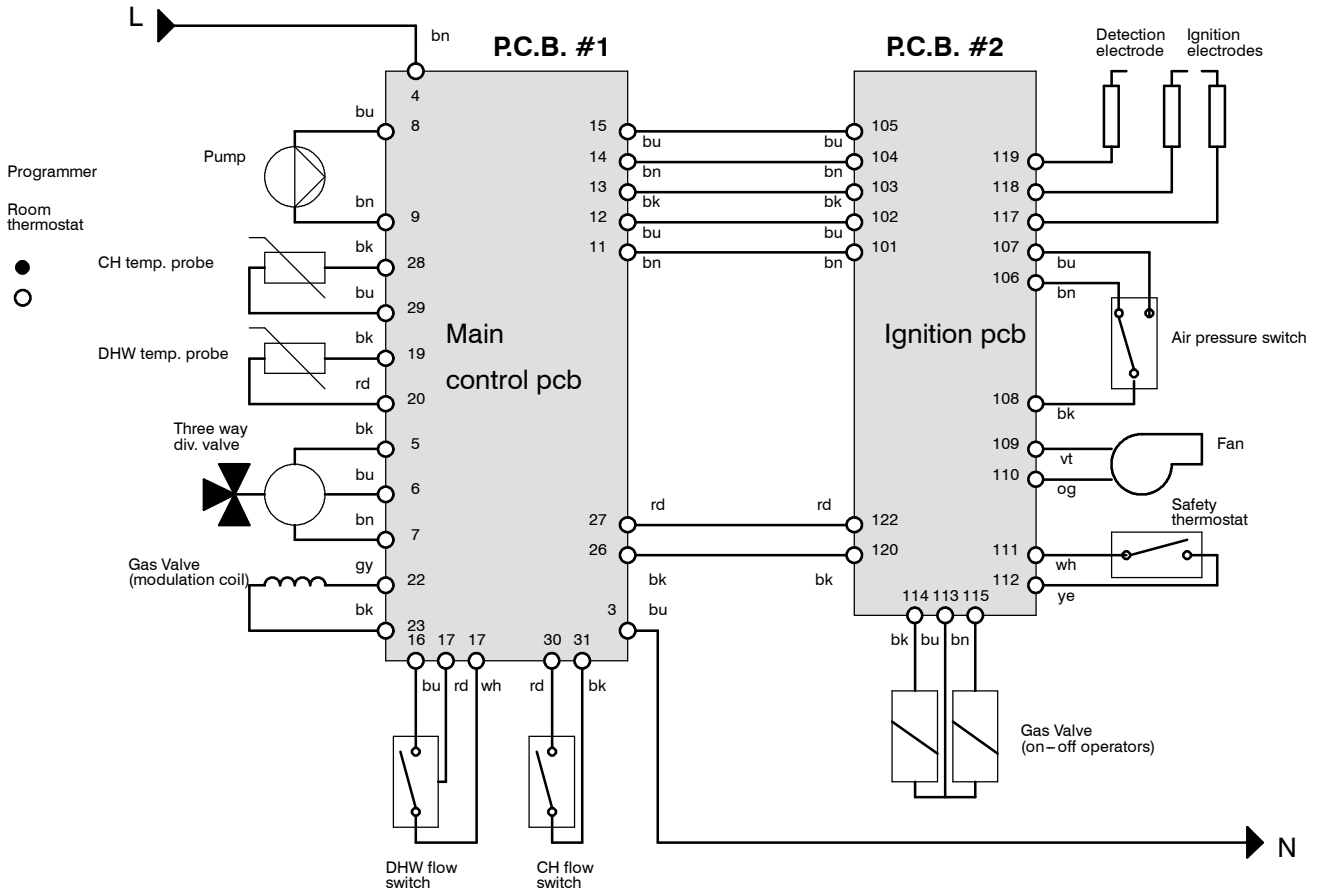 L
bn
P.C.B. #1
P.C.B. #2
Detection
electrode
Ignition
electrodes
4
bu
8
15
bu
bu
105
Pump
14
bn
bn
104
119
Programmer
13
bk
bk
103
118
bn
9
12
bu
bu
102
117
Room
thermostat
bk
11
bn
bn
101
107
bu
CH temp. probe
28
106
bn
bu
29
Main
control pcb
Ignition pcb
Air pressure switch
bk
DHW temp. probe
19
rd
20
108
bk
Three way
div. valve
bk
5
109
vt
Fan
bu
6
110
og
bn
7
27
rd
rd
122
Safety
thermostat
26
bk
bk
120
111
wh
Gas Valve
(modulation coil)
gy
22
112
ye
bk
23
3
bu
114 113 115
bk bu bn
16 17 17
30 31
bu rd wh
rd
bk
Gas Valve
(on–off operators)
N
DHW flow
switch
CH flow
switch